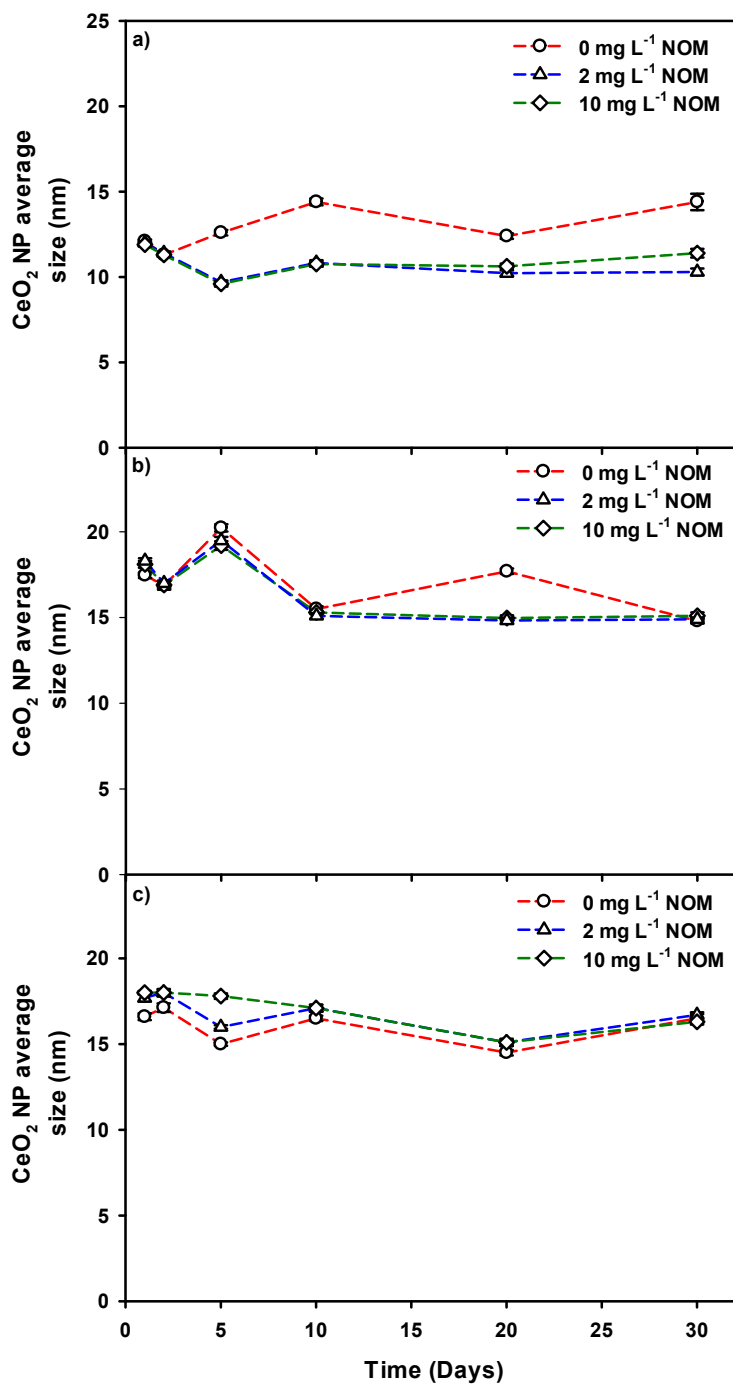 25
a)
0 mg L⁻¹ NOM
2 mg L⁻¹ NOM
10 mg L⁻¹ NOM
20
15
10
5
0
CeO₂ NP average
size (nm)
b)
0 mg L⁻¹ NOM
2 mg L⁻¹ NOM
10 mg L⁻¹ NOM
20
15
10
5
0
CeO₂ NP average
size (nm)
c)
0 mg L⁻¹ NOM
2 mg L⁻¹ NOM
10 mg L⁻¹ NOM
20
15
10
5
0
CeO₂ NP average
size (nm)
0 5 10 15 20 25 30
Time (Days)